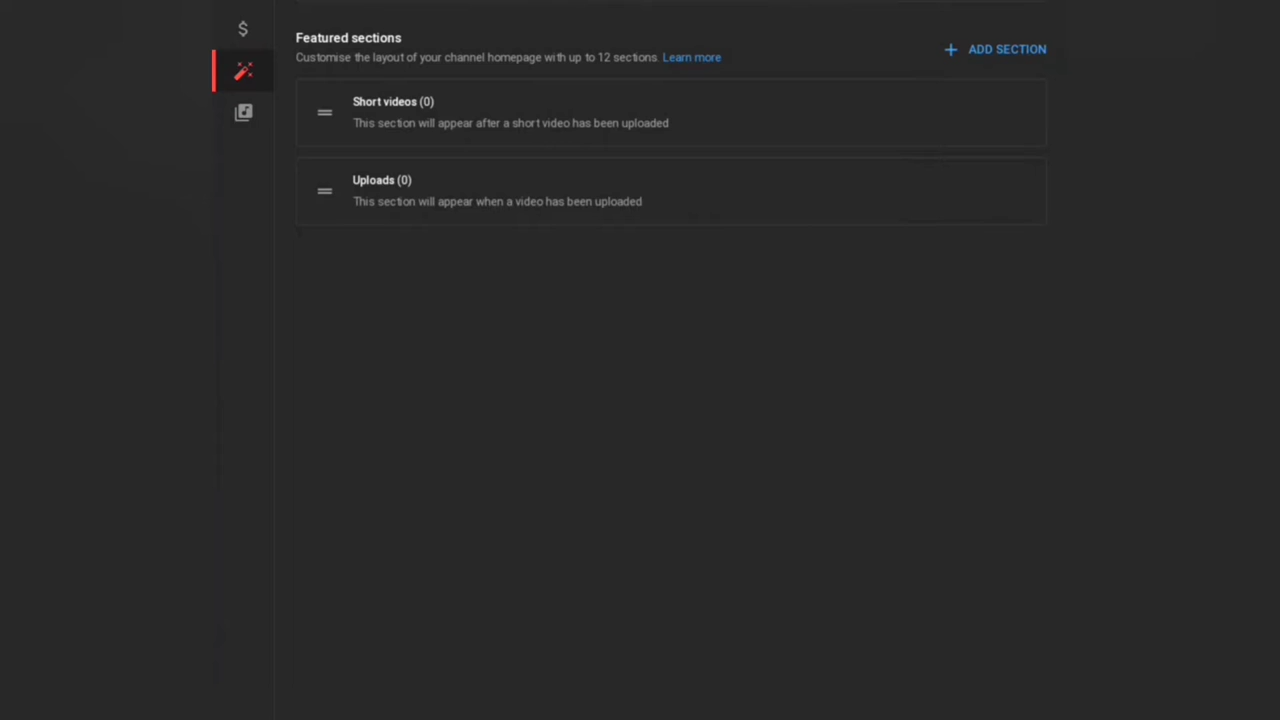 Featured sections
Customise the layout of your channel homepage with up to 12 sections. Learn more
ADD SECTION
Short videos (0)
This section will appear after a short video has been uploaded
Uploads (0)
This section will appear when a video has been uploaded